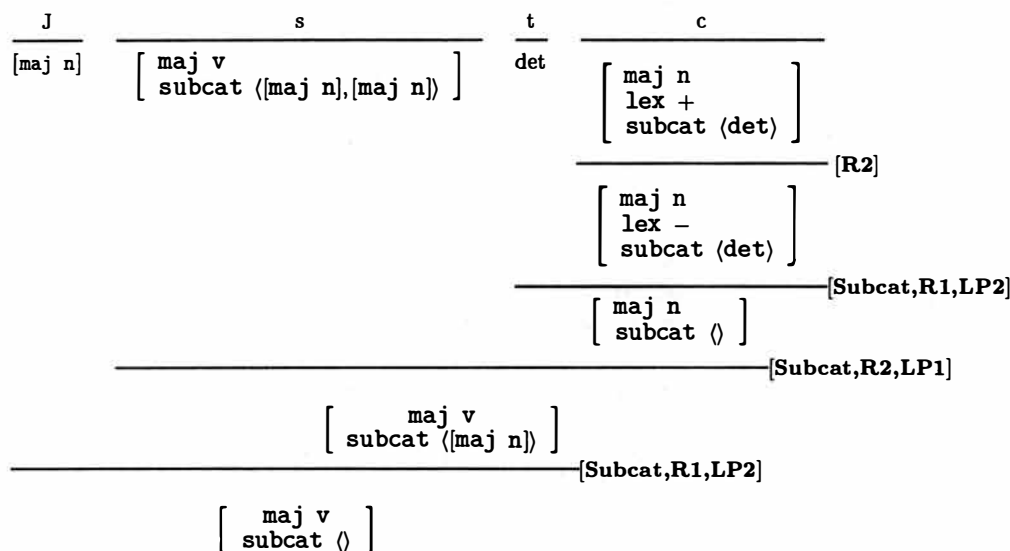 J s t c
[maj n] [ maj v det [ maj n
subcat ⟨[maj n],[maj n]⟩ ] lex +
subcat ⟨det⟩ ]
[R2]
[ maj n
lex −
subcat ⟨det⟩ ]
[Subcat,R1,LP2]
[ maj n
subcat ⟨⟩ ]
[Subcat,R2,LP1]
[ maj v
subcat ⟨[maj n]⟩ ]
[Subcat,R1,LP2]
[ maj v
subcat ⟨⟩ ]